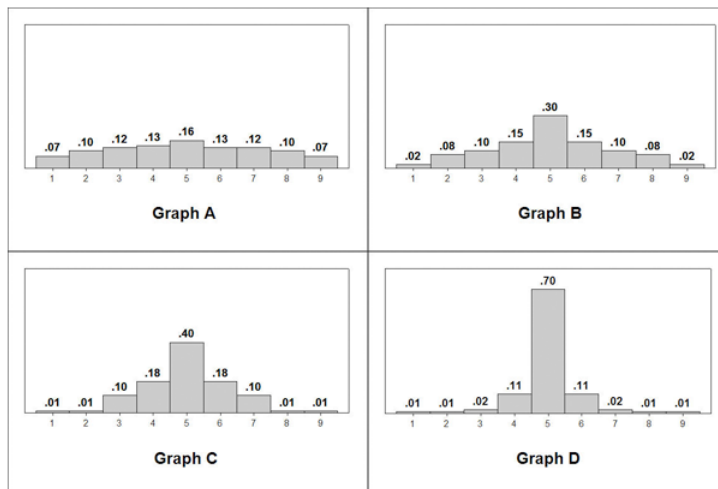 .07 .10 .12 .13 .16 .13 .12 .10 .07
1 2 3 4 5 6 7 8 9
Graph A
.02 .08 .10 .15 .30 .15 .10 .08 .02
1 2 3 4 5 6 7 8 9
Graph B
.01 .01 .10 .18 .40 .18 .10 .01 .01
1 2 3 4 5 6 7 8 9
Graph C
.01 .01 .02 .11 .70 .11 .02 .01 .01
1 2 3 4 5 6 7 8 9
Graph D